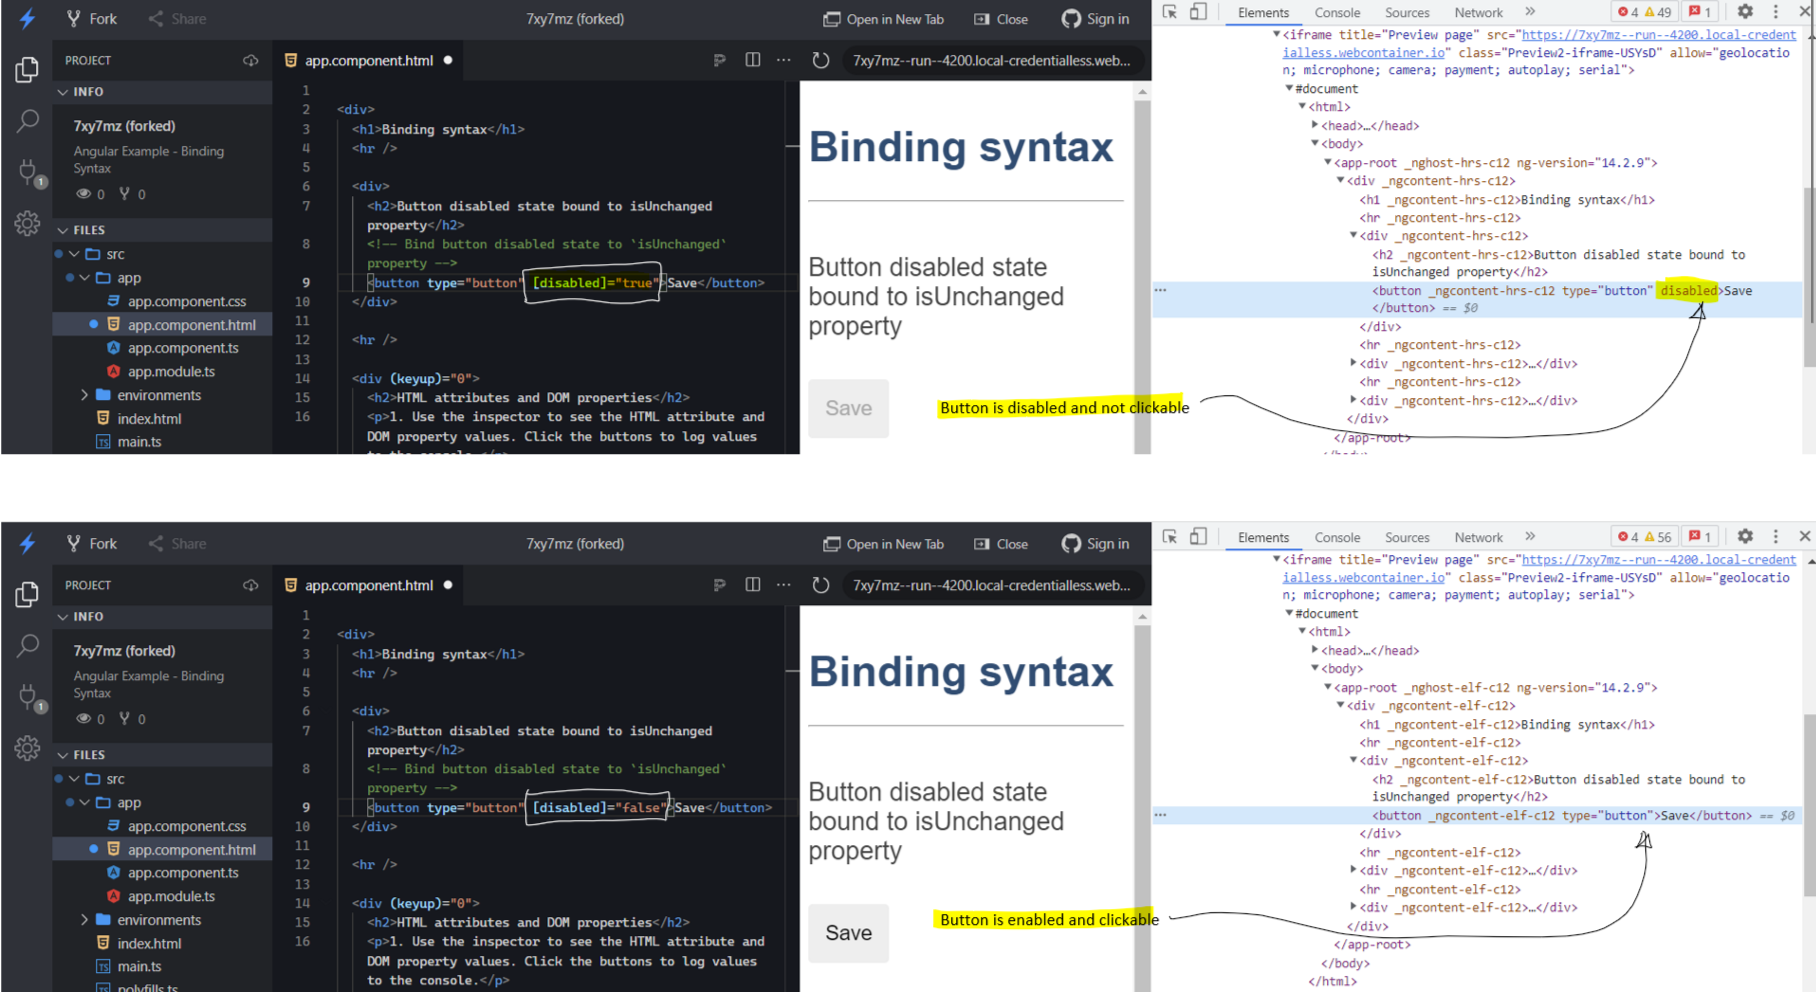 Fork
Share
7xy7mz (forked)
Open in New Tab
Close
Sign in
PROJECT
INFO
7xy7mz (forked)
Angular Example - Binding
Syntax
0
0
1
FILES
src
app
app.component.css
app.component.html
app.component.ts
app.module.ts
environments
index.html
main.ts
app.component.html
1
2 <div>
3 <h1>Binding syntax</h1>
4 <hr />
5
6 <div>
7 <h2>Button disabled state bound to isUnchanged
property</h2>
8 <!-- Bind button disabled state to `isUnchanged`
property -->
9 <button type="button" [disabled]="true">Save</button>
10 </div>
11
12 <hr />
13
14 <div (keyup)="0">
15 <h2>HTML attributes and DOM properties</h2>
16 <p>1. Use the inspector to see the HTML attribute and
DOM property values. Click the buttons to log values
to the console.</p>
7xy7mz--run--4200.local-credentialless.web...
Binding syntax
Button disabled state
bound to isUnchanged
property
Save
Button is disabled and not clickable
Elements
Console
Sources
Network
4
49
1
<iframe title="Preview page" src="https://7xy7mz--run--4200.local-credent
ialless.webcontainer.io" class="Preview2-iframe-USYsD" allow="geolocatio
n; microphone; camera; payment; autoplay; serial">
#document
<html>
<head>…</head>
<body>
<app-root _nghost-hrs-c12 ng-version="14.2.9">
<div _ngcontent-hrs-c12>
<h1 _ngcontent-hrs-c12>Binding syntax</h1>
<hr _ngcontent-hrs-c12>
<div _ngcontent-hrs-c12>
<h2 _ngcontent-hrs-c12>Button disabled state bound to
isUnchanged property</h2>
<button _ngcontent-hrs-c12 type="button" disabled>Save
</button> == $0
</div>
<hr _ngcontent-hrs-c12>
<div _ngcontent-hrs-c12>…</div>
<hr _ngcontent-hrs-c12>
<div _ngcontent-hrs-c12>…</div>
</div>
</app-root>
</body>
Fork
Share
7xy7mz (forked)
Open in New Tab
Close
Sign in
PROJECT
INFO
7xy7mz (forked)
Angular Example - Binding
Syntax
0
0
1
FILES
src
app
app.component.css
app.component.html
app.component.ts
app.module.ts
environments
index.html
main.ts
polyfills.ts
app.component.html
1
2 <div>
3 <h1>Binding syntax</h1>
4 <hr />
5
6 <div>
7 <h2>Button disabled state bound to isUnchanged
property</h2>
8 <!-- Bind button disabled state to `isUnchanged`
property -->
9 <button type="button" [disabled]="false">Save</button>
10 </div>
11
12 <hr />
13
14 <div (keyup)="0">
15 <h2>HTML attributes and DOM properties</h2>
16 <p>1. Use the inspector to see the HTML attribute and
DOM property values. Click the buttons to log values
to the console.</p>
7xy7mz--run--4200.local-credentialless.web...
Binding syntax
Button disabled state
bound to isUnchanged
property
Save
Button is enabled and clickable
Elements
Console
Sources
Network
4
56
1
<iframe title="Preview page" src="https://7xy7mz--run--4200.local-credent
ialless.webcontainer.io" class="Preview2-iframe-USYsD" allow="geolocatio
n; microphone; camera; payment; autoplay; serial">
#document
<html>
<head>…</head>
<body>
<app-root _nghost-elf-c12 ng-version="14.2.9">
<div _ngcontent-elf-c12>
<h1 _ngcontent-elf-c12>Binding syntax</h1>
<hr _ngcontent-elf-c12>
<div _ngcontent-elf-c12>
<h2 _ngcontent-elf-c12>Button disabled state bound to
isUnchanged property</h2>
<button _ngcontent-elf-c12 type="button">Save</button> == $0
</div>
<hr _ngcontent-elf-c12>
<div _ngcontent-elf-c12>…</div>
<hr _ngcontent-elf-c12>
<div _ngcontent-elf-c12>…</div>
</div>
</app-root>
</body>
</html>